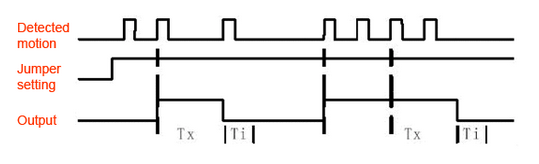 Detected
motion
Jumper
setting
Output
Tx
Ti
Tx
Ti